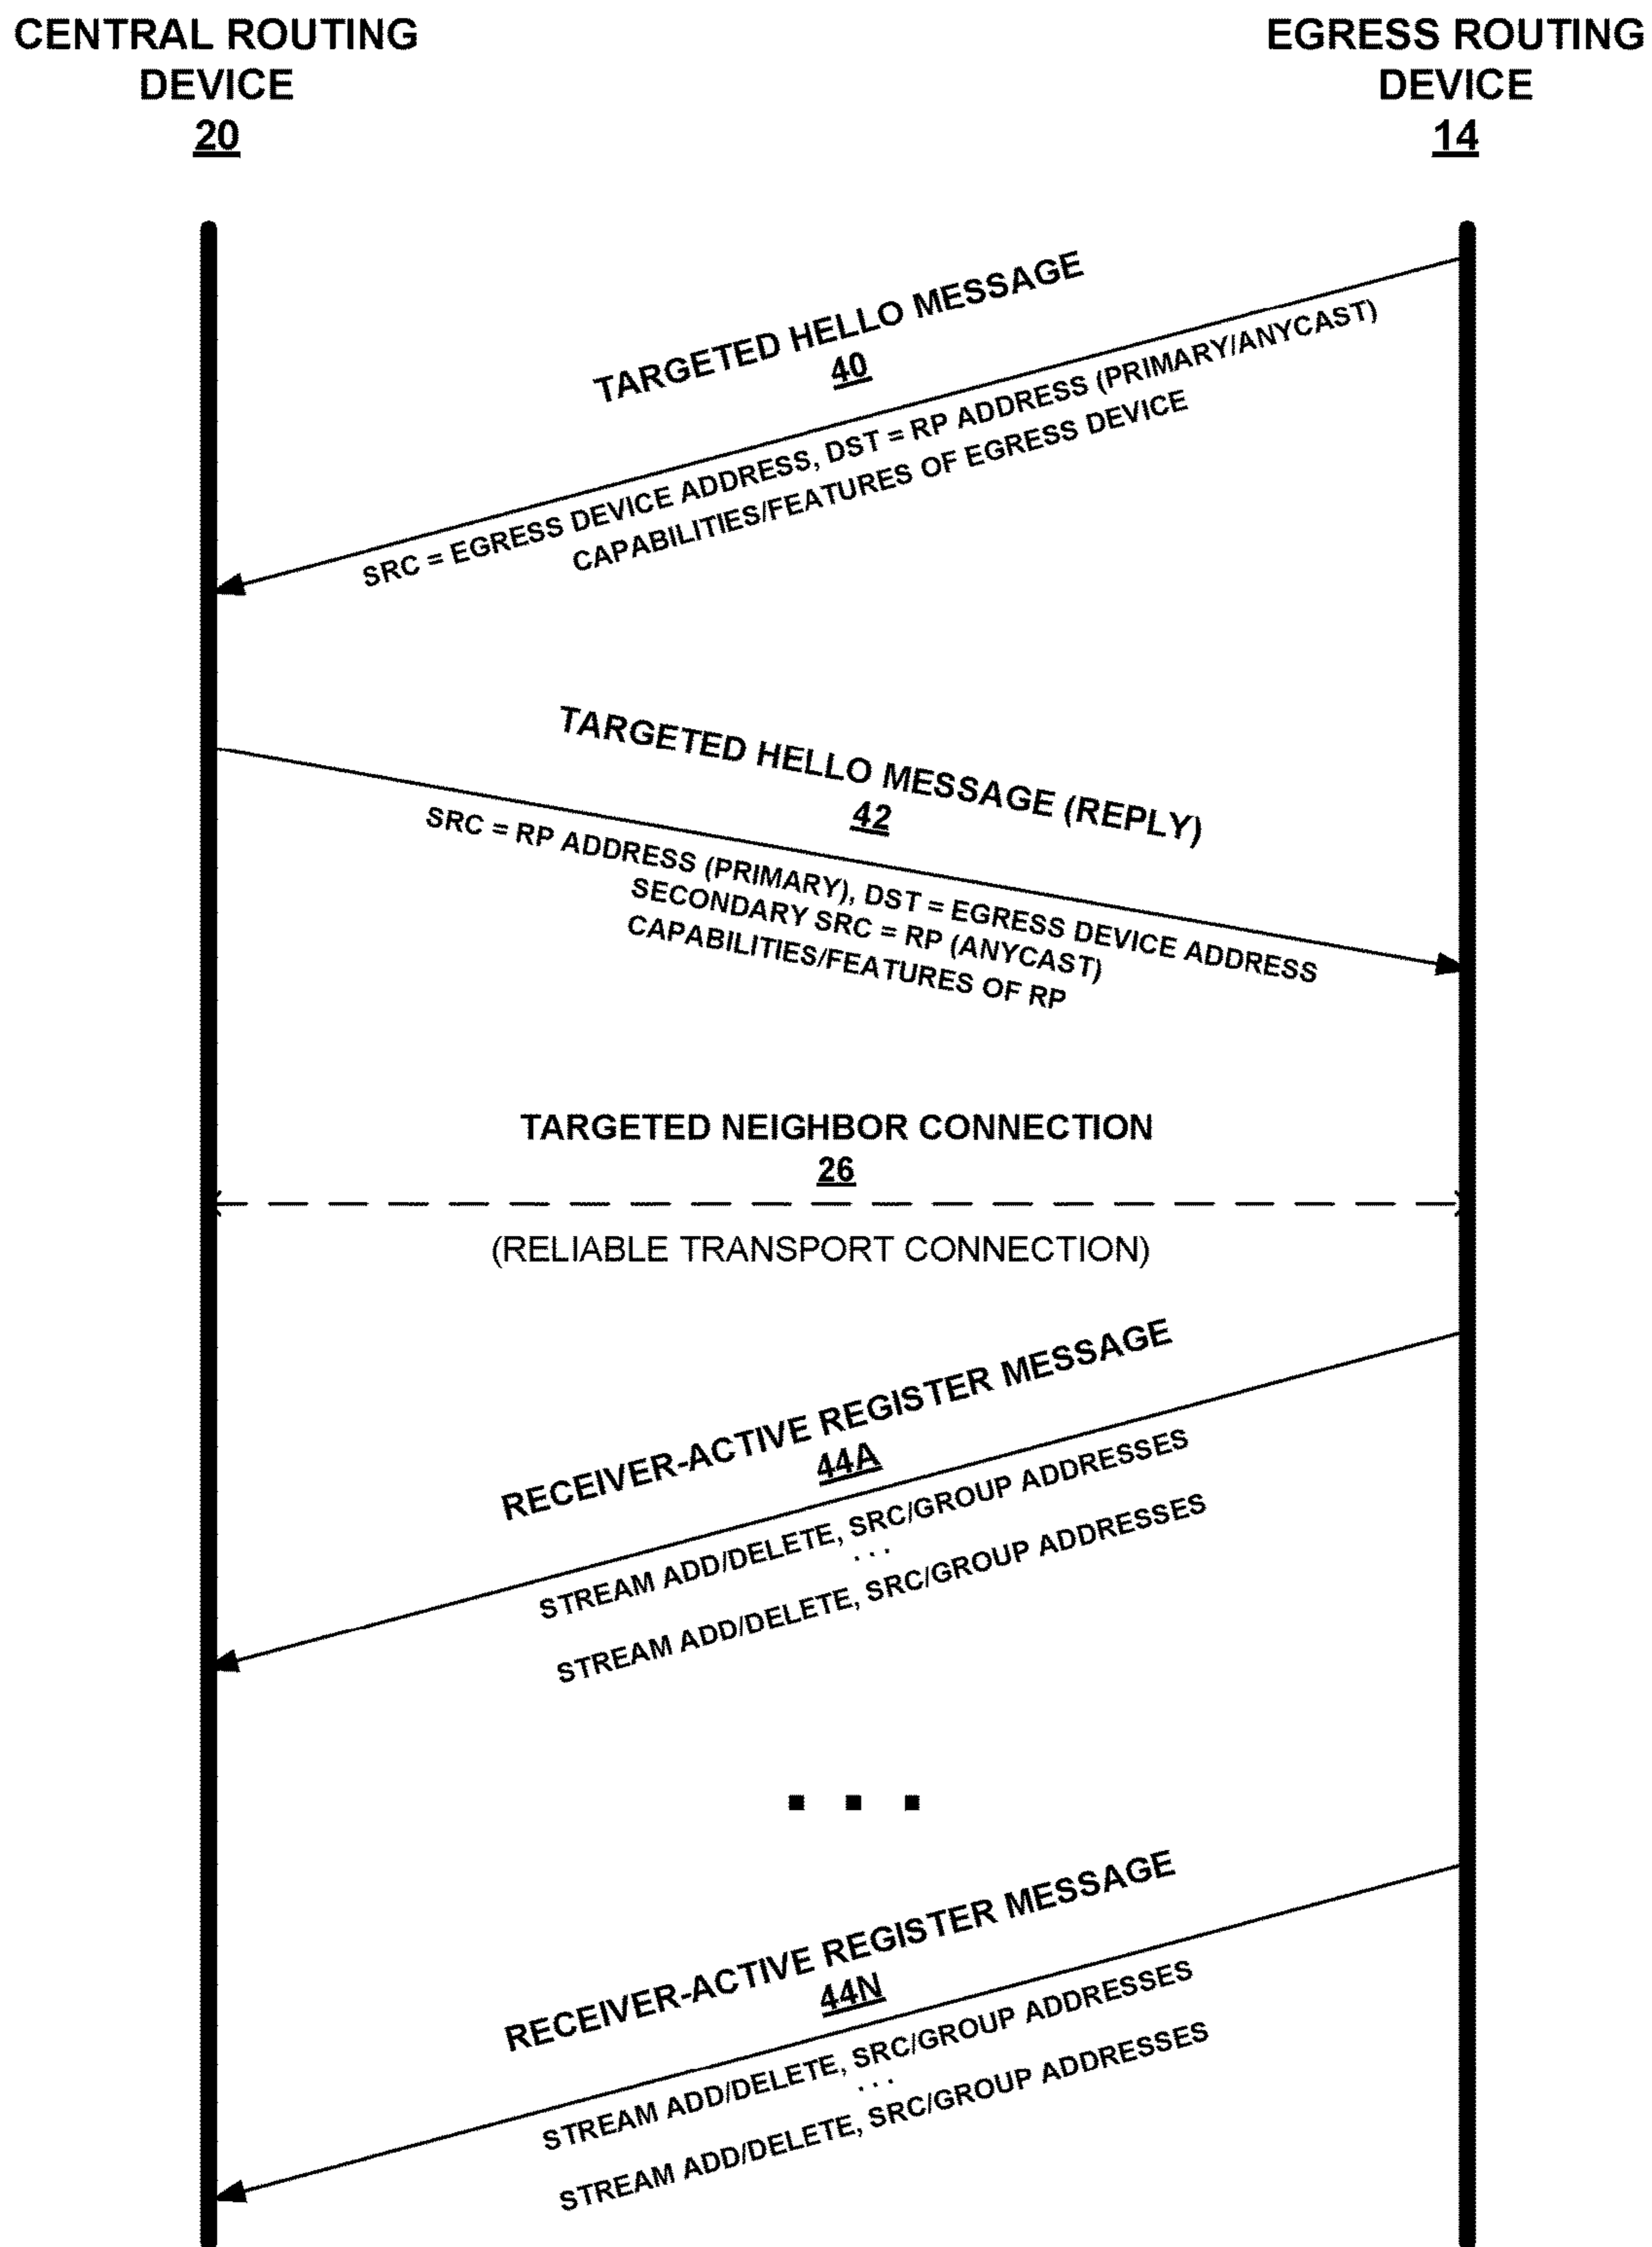 CENTRAL ROUTING
DEVICE
20
EGRESS ROUTING
DEVICE
14
TARGETED HELLO MESSAGE
40
SRC = EGRESS DEVICE ADDRESS, DST = RP ADDRESS (PRIMARY/ANYCAST)
CAPABILITIES/FEATURES OF EGRESS DEVICE
TARGETED HELLO MESSAGE (REPLY)
42
SRC = RP ADDRESS (PRIMARY), DST = EGRESS DEVICE ADDRESS
SECONDARY SRC = RP (ANYCAST)
CAPABILITIES/FEATURES OF RP
TARGETED NEIGHBOR CONNECTION
26
(RELIABLE TRANSPORT CONNECTION)
RECEIVER-ACTIVE REGISTER MESSAGE
44A
STREAM ADD/DELETE, SRC/GROUP ADDRESSES
...
STREAM ADD/DELETE, SRC/GROUP ADDRESSES
...
RECEIVER-ACTIVE REGISTER MESSAGE
44N
STREAM ADD/DELETE, SRC/GROUP ADDRESSES
...
STREAM ADD/DELETE, SRC/GROUP ADDRESSES